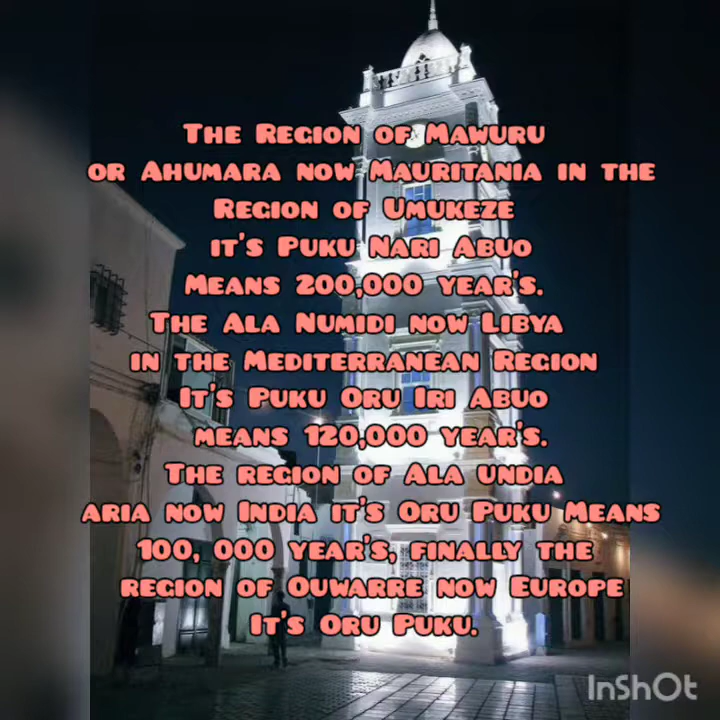 The Region of Mawuru
or Ahumara now Mauritania in the
Region of Umukeze
it's Puku Nari Abuo
Means 200,000 year's.
The Ala Numidi now Libya
in the Mediterranean Region
It's Puku Oru Iri Abuo
means 120,000 year's.
The region of Ala undia
aria now India it's Oru Puku Means
100, 000 year's, finally the
region of Ouwarre now Europe
It's Oru Puku.
InShOt